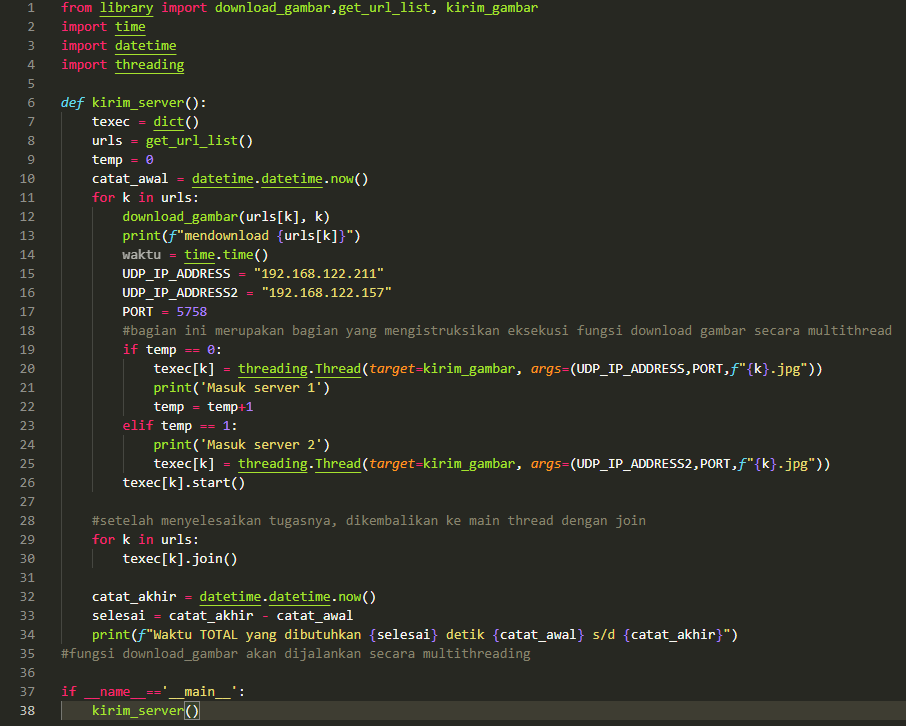 1 from library import download_gambar,get_url_list, kirim_gambar
2 import time
3 import datetime
4 import threading
5
6 def kirim_server():
7     texec = dict()
8     urls = get_url_list()
9     temp = 0
10     catat_awal = datetime.datetime.now()
11     for k in urls:
12         download_gambar(urls[k], k)
13         print(f"mendownload {urls[k]}")
14         waktu = time.time()
15         UDP_IP_ADDRESS = "192.168.122.211"
16         UDP_IP_ADDRESS2 = "192.168.122.157"
17         PORT = 5758
18         #bagian ini merupakan bagian yang mengistruksikan eksekusi fungsi download gambar secara multithread
19         if temp == 0:
20             texec[k] = threading.Thread(target=kirim_gambar, args=(UDP_IP_ADDRESS,PORT,f"{k}.jpg"))
21             print('Masuk server 1')
22             temp = temp+1
23         elif temp == 1:
24             print('Masuk server 2')
25             texec[k] = threading.Thread(target=kirim_gambar, args=(UDP_IP_ADDRESS2,PORT,f"{k}.jpg"))
26         texec[k].start()
27
28     #setelah menyelesaikan tugasnya, dikembalikan ke main thread dengan join
29     for k in urls:
30         texec[k].join()
31
32     catat_akhir = datetime.datetime.now()
33     selesai = catat_akhir - catat_awal
34     print(f"Waktu TOTAL yang dibutuhkan {selesai} detik {catat_awal} s/d {catat_akhir}")
35 #fungsi download_gambar akan dijalankan secara multithreading
36
37 if __name__=='__main__':
38     kirim_server()